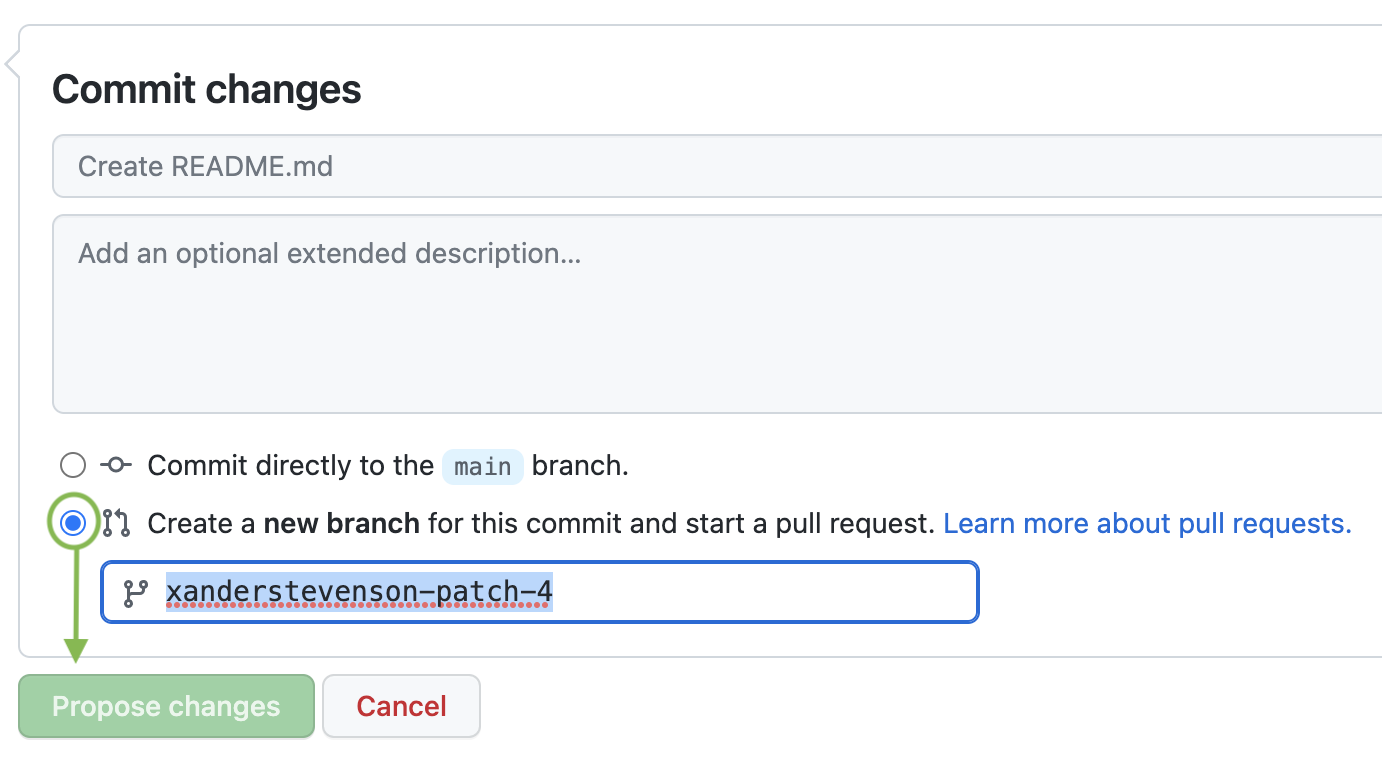 Commit changes
Create README.md
Add an optional extended description...
Commit directly to the main branch.
Create a new branch for this commit and start a pull request. Learn more about pull requests.
xanderstevenson-patch-4
Propose changes Cancel